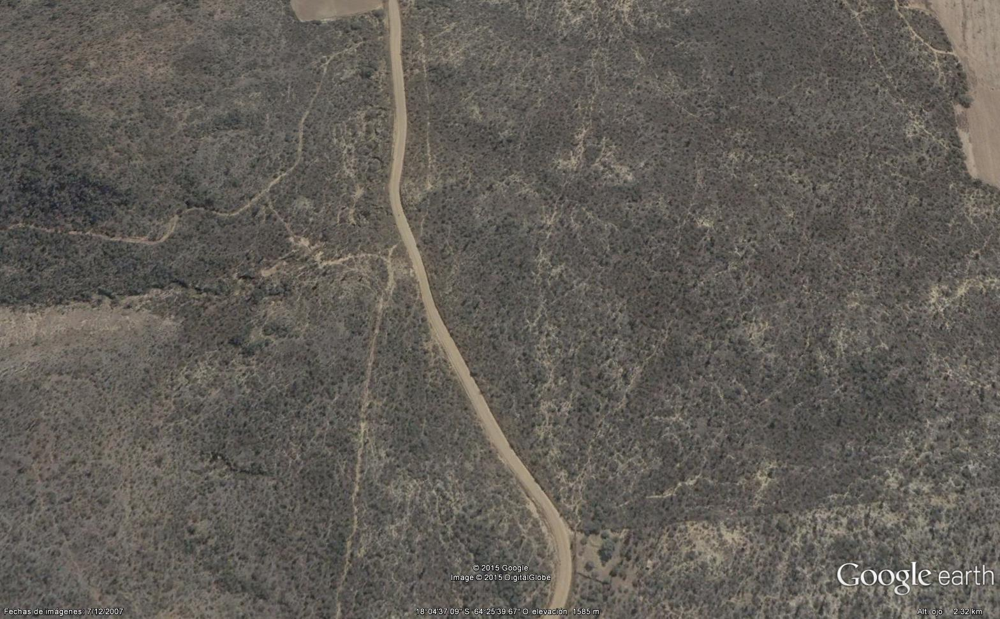 © 2015 Google
Image © 2015 DigitalGlobe
Google earth
Fechas de imágenes: 7/12/2007
18°04'37.09" S 64°25'39.67" O elevación 1585 m
Alt. ojo 2.32 km